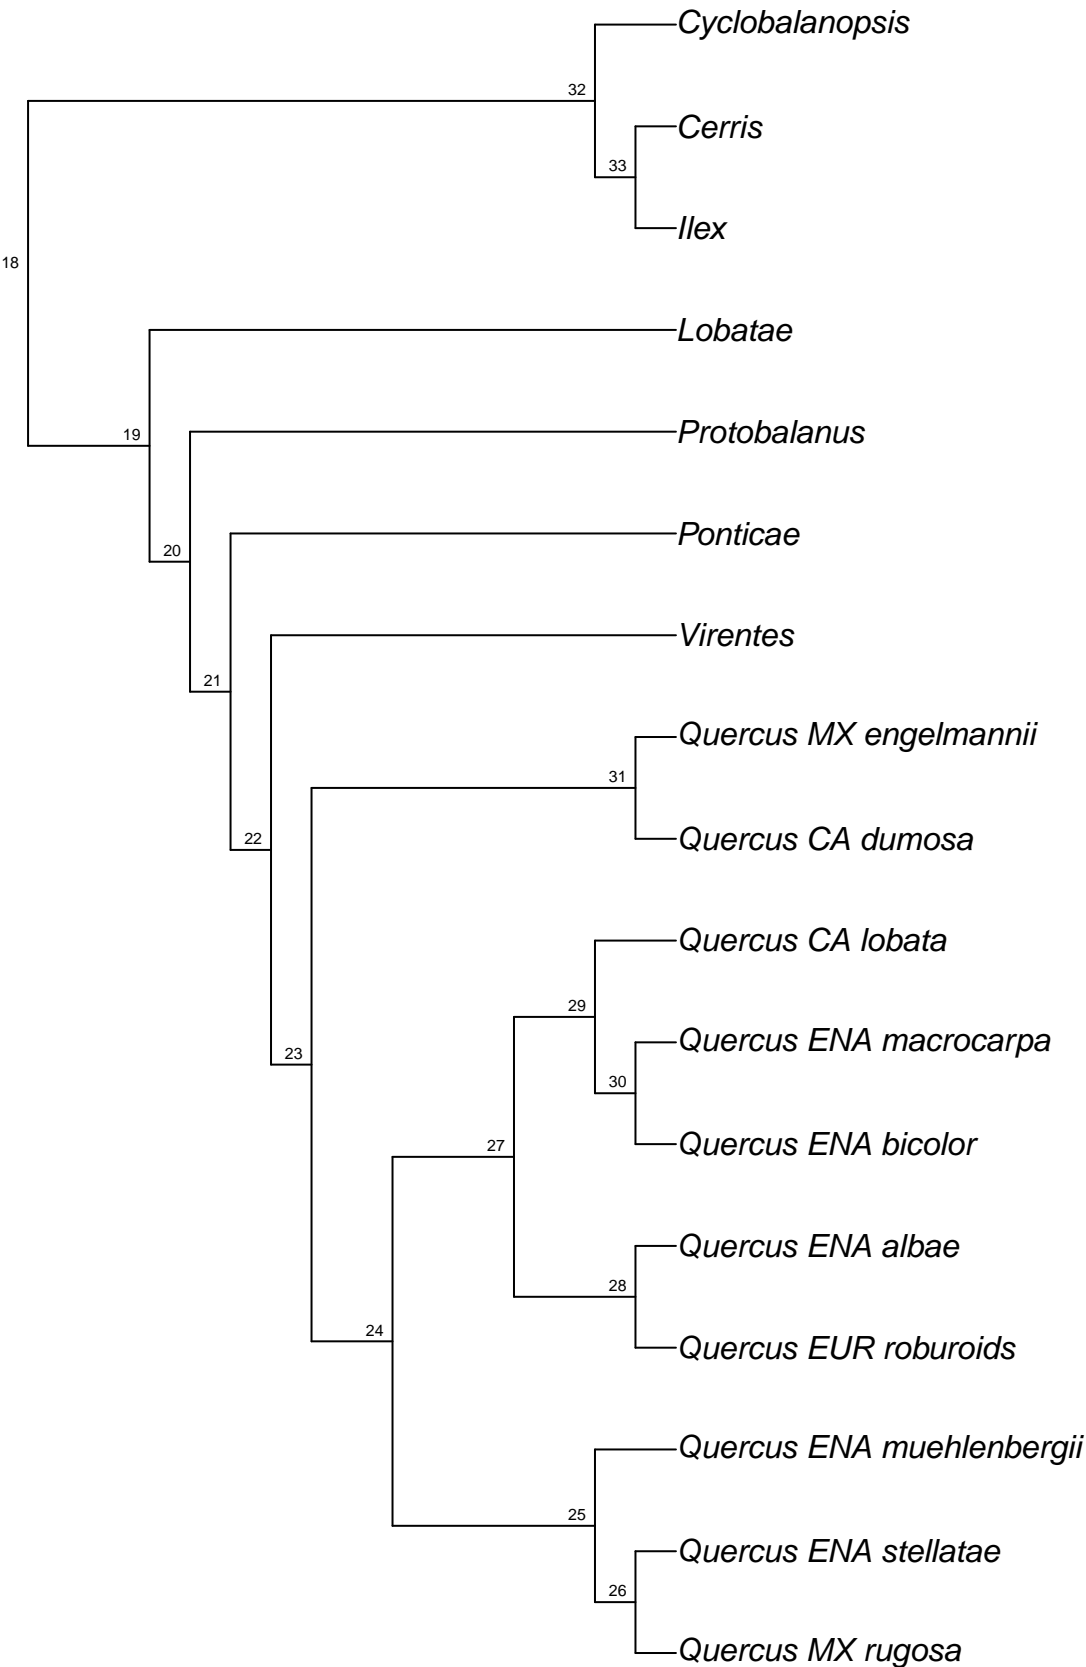 Cyclobalanopsis
32
Cerris
33
Ilex
18
Lobatae
19
Protobalanus
20
Ponticae
21
Virentes
22
Quercus MX engelmannii
31
Quercus CA dumosa
23
Quercus CA lobata
29
Quercus ENA macrocarpa
30
Quercus ENA bicolor
27
Quercus ENA albae
28
Quercus EUR roburoids
24
Quercus ENA muehlenbergii
25
Quercus ENA stellatae
26
Quercus MX rugosa